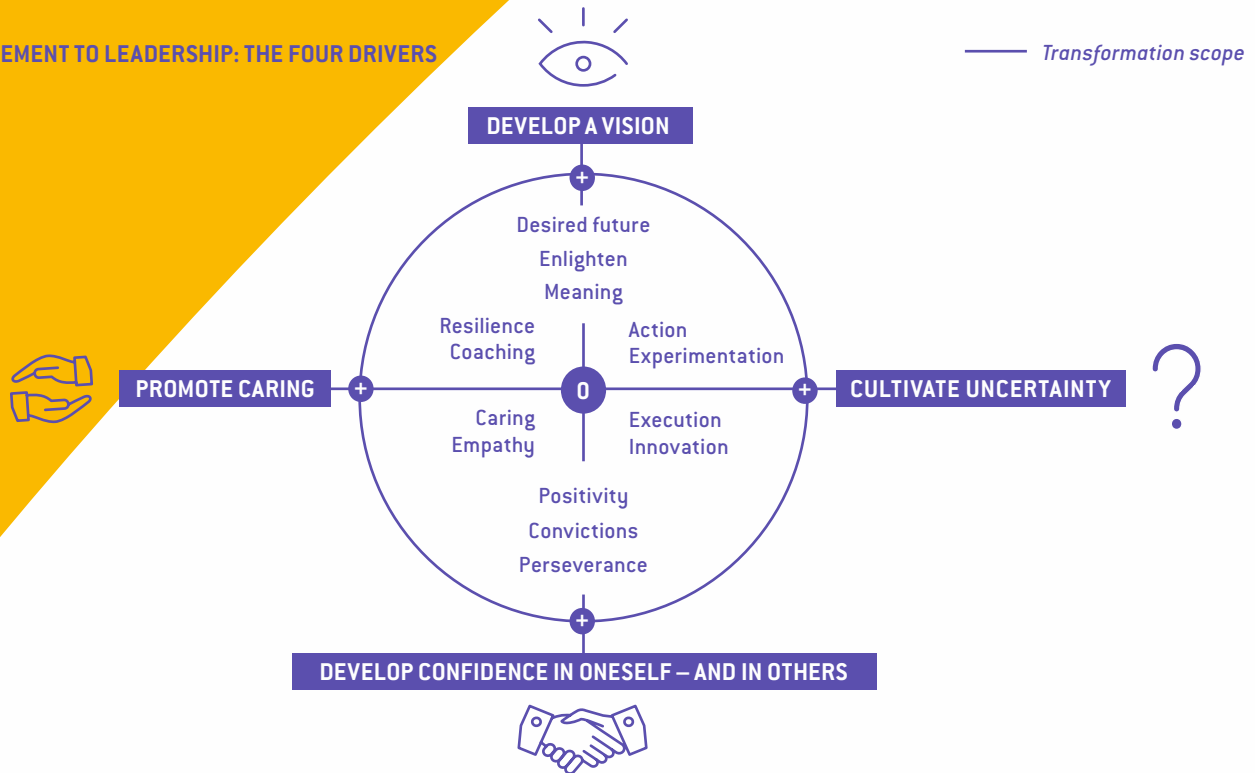 EMENT TO LEADERSHIP: THE FOUR DRIVERS
Transformation scope
DEVELOP A VISION
+
Desired future
Enlighten
Meaning
Resilience
Coaching
Action
Experimentation
PROMOTE CARING
+
0
+
CULTIVATE UNCERTAINTY
?
Caring
Empathy
Execution
Innovation
Positivity
Convictions
Perseverance
+
DEVELOP CONFIDENCE IN ONESELF – AND IN OTHERS